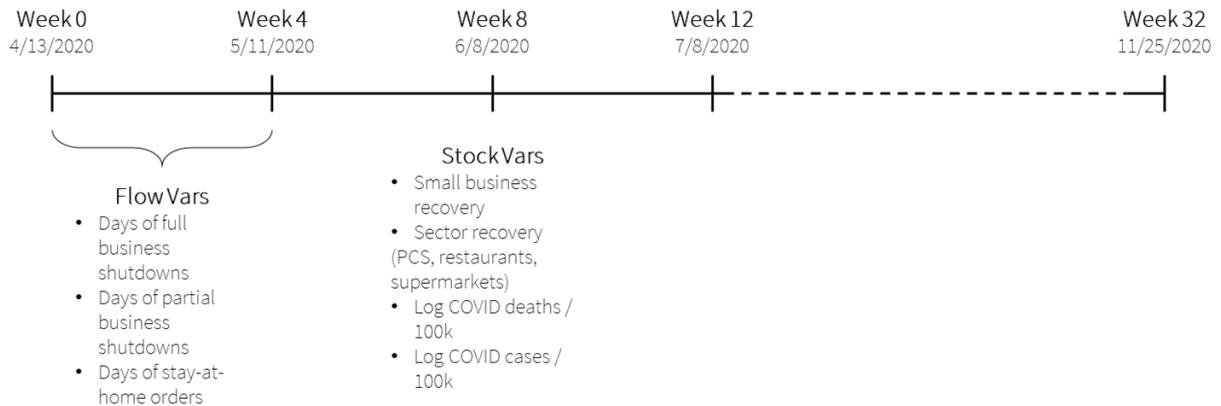 Week 0
4/13/2020
Week 4
5/11/2020
Week 8
6/8/2020
Week 12
7/8/2020
Week 32
11/25/2020
Flow Vars
• Days of full
business
shutdowns
• Days of partial
business
shutdowns
• Days of stay-at-
home orders
Stock Vars
• Small business
recovery
• Sector recovery
(PCS, restaurants,
supermarkets)
• Log COVID deaths /
100k
• Log COVID cases /
100k